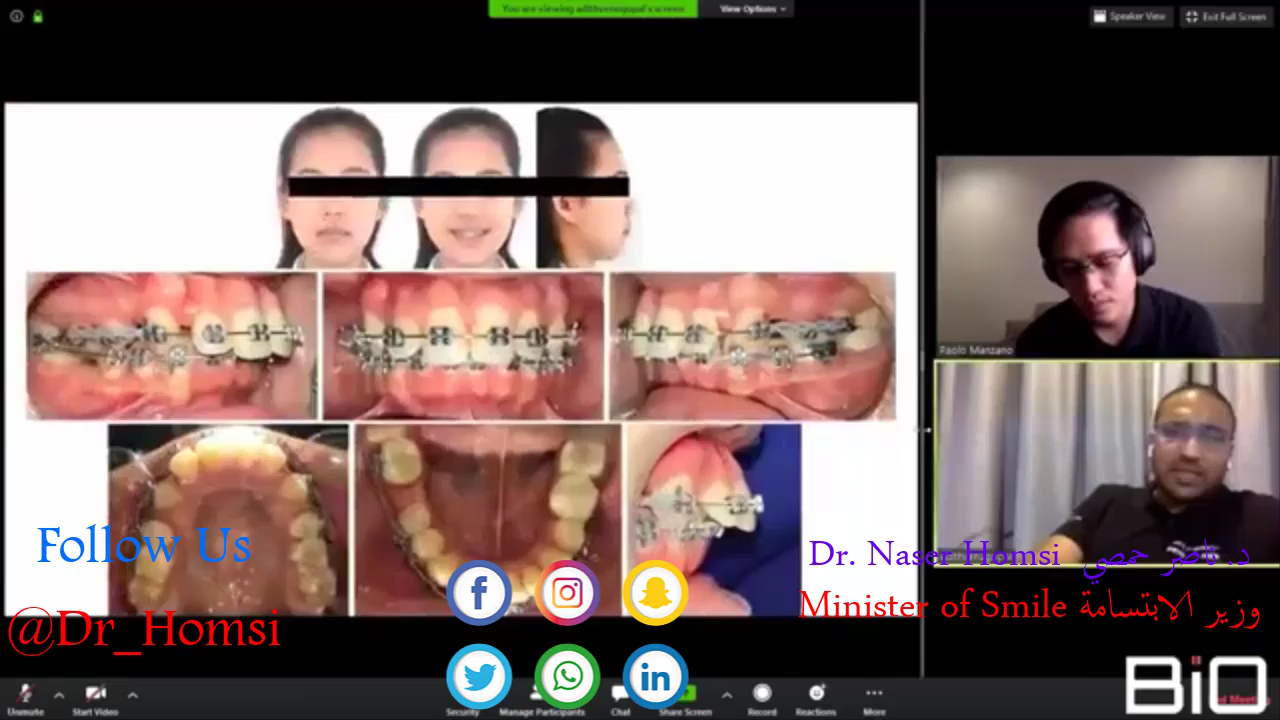 You are viewing adithvenugopal's screen
View Options
Speaker View
Exit Full Screen
Paolo Manzano
Follow Us
@Dr_Homsi
Dr. Naser Homsi د. ناصر حمصي
Minister of Smile وزير الابتسامة
BiO
Unmute
Start Video
Security
Manage Participants
Chat
Share Screen
Record
Reactions
More